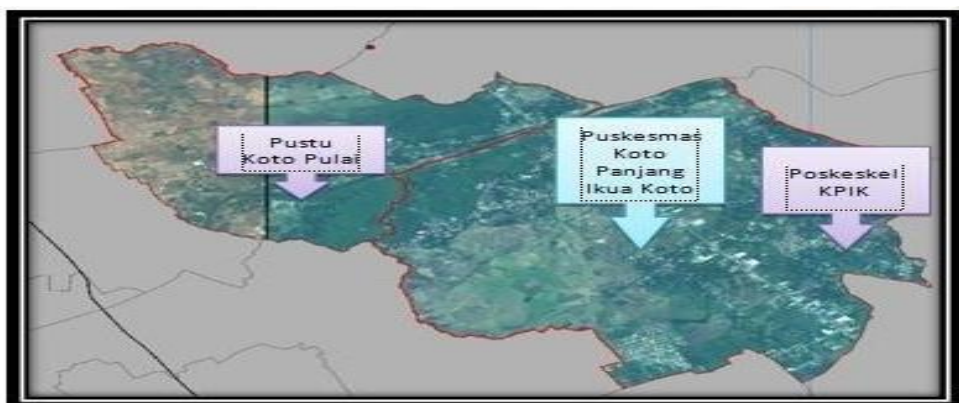 Pustu
Koto Pulai
Puskesmas
Koto
Panjang
Ikua Koto
Poskeskel
KPIK